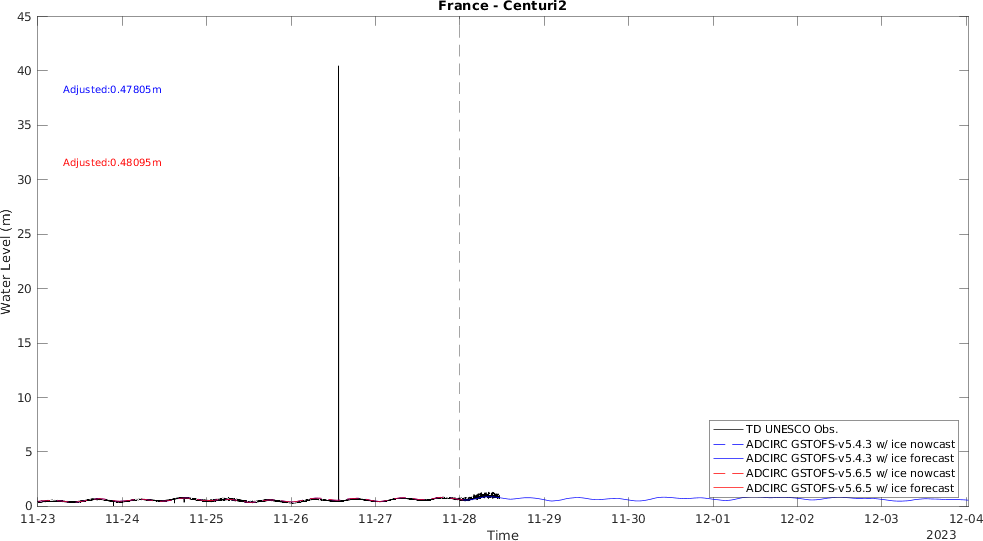 France - Centuri2
45
40
35
30
25
20
15
10
5
0
Water Level (m)
Adjusted:0.47805m
Adjusted:0.48095m
TD UNESCO Obs.
ADCIRC GSTOFS-v5.4.3 w/ ice nowcast
ADCIRC GSTOFS-v5.4.3 w/ ice forecast
ADCIRC GSTOFS-v5.6.5 w/ ice nowcast
ADCIRC GSTOFS-v5.6.5 w/ ice forecast
11-23 11-24 11-25 11-26 11-27 11-28 11-29 11-30 12-01 12-02 12-03 12-04
Time
2023